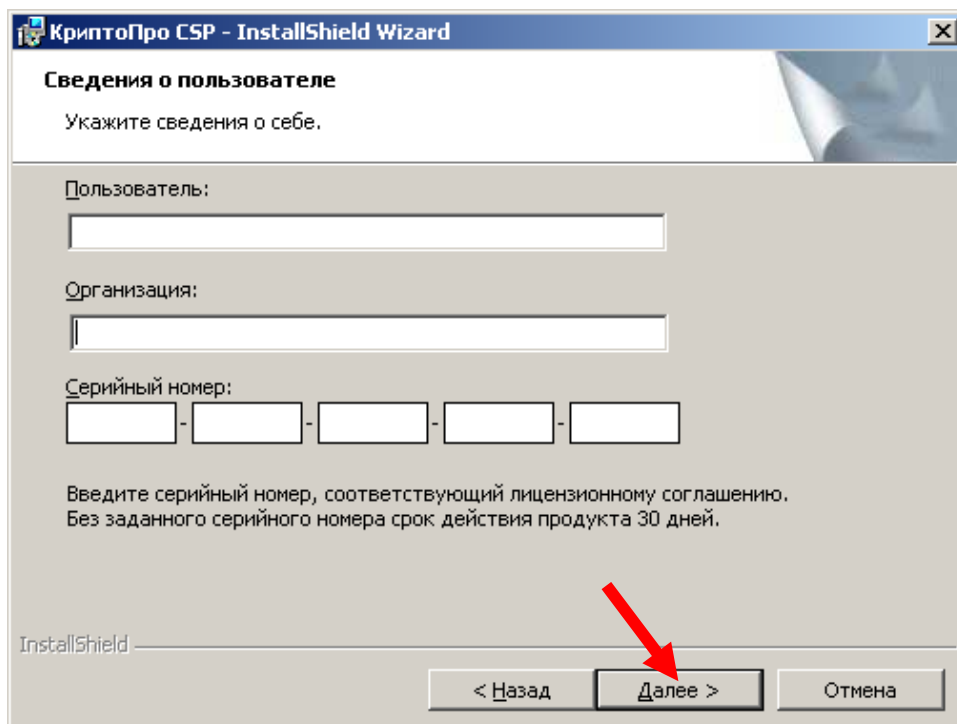 КриптоПро CSP - InstallShield Wizard
Сведения о пользователе
Укажите сведения о себе.
Пользователь:
Организация:
Серийный номер:
- - - -
Введите серийный номер, соответствующий лицензионному соглашению.
Без заданного серийного номера срок действия продукта 30 дней.
InstallShield
< Назад Далее > Отмена